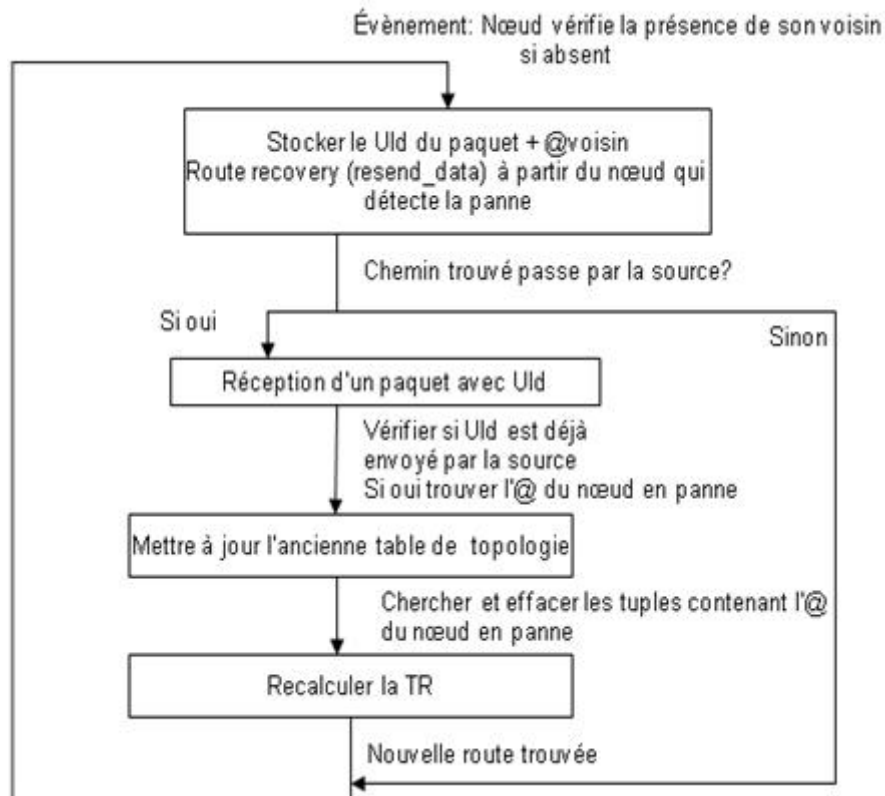 Évènement: Nœud vérifie la présence de son voisin
si absent
Stocker le UId du paquet + @voisin
Route recovery (resend_data) à partir du nœud qui
détecte la panne
Chemin trouvé passe par la source?
Si oui
Sinon
Réception d'un paquet avec UId
Vérifier si UId est déjà
envoyé par la source
Si oui trouver l'@ du nœud en panne
Mettre à jour l'ancienne table de topologie
Chercher et effacer les tuples contenant l'@
du nœud en panne
Recalculer la TR
Nouvelle route trouvée